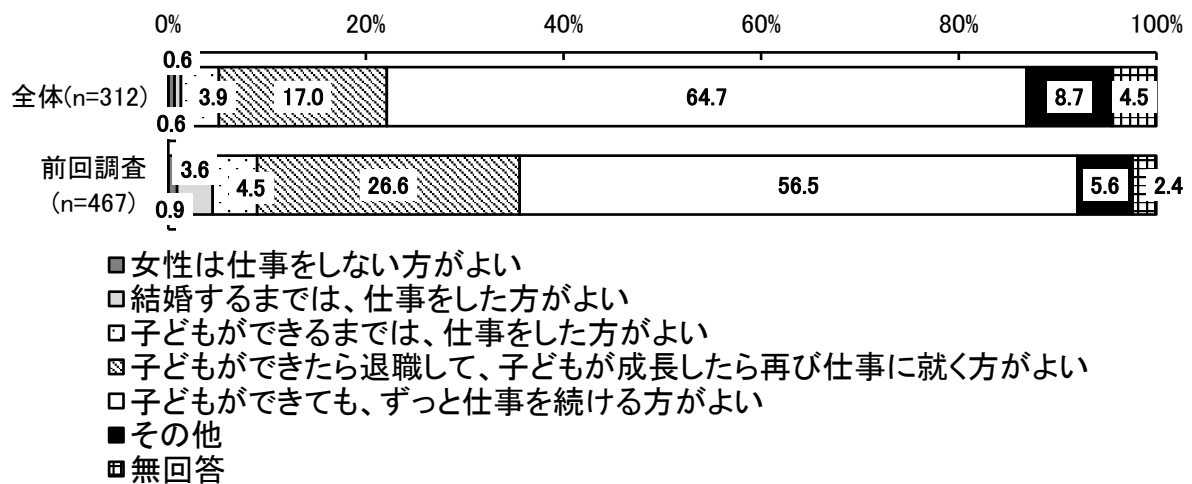 0% 20% 40% 60% 80% 100%
0.6
全体(n=312) 3.9 17.0 64.7 8.7 4.5
0.6
前回調査
(n=467)
3.6
4.5 26.6 56.5 5.6 2.4
0.9
女性は仕事をしない方がよい
結婚するまでは、仕事をした方がよい
子どもができるまでは、仕事をした方がよい
子どもができたら退職して、子どもが成長したら再び仕事に就く方がよい
子どもができても、ずっと仕事を続ける方がよい
その他
無回答